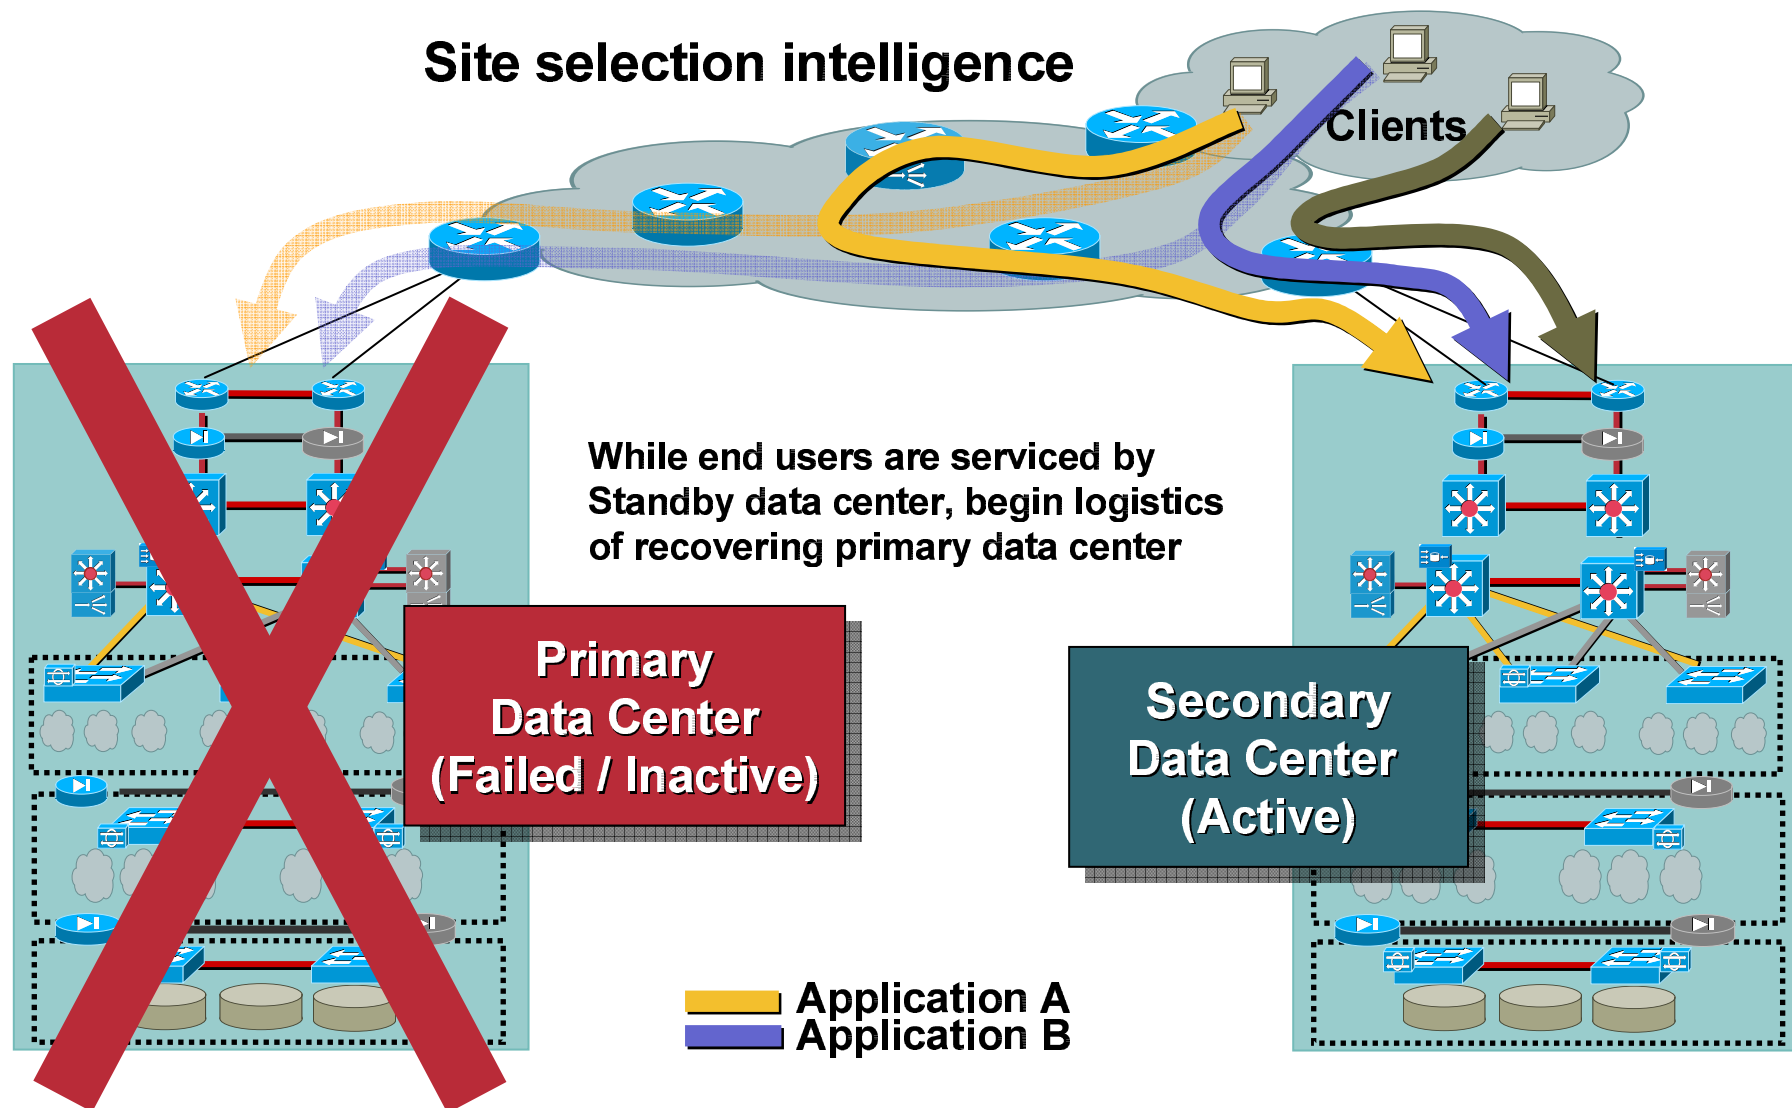 Site selection intelligence
Clients
While end users are serviced by
Standby data center, begin logistics
of recovering primary data center
Primary
Data Center
(Failed / Inactive)
Secondary
Data Center
(Active)
Application A
Application B